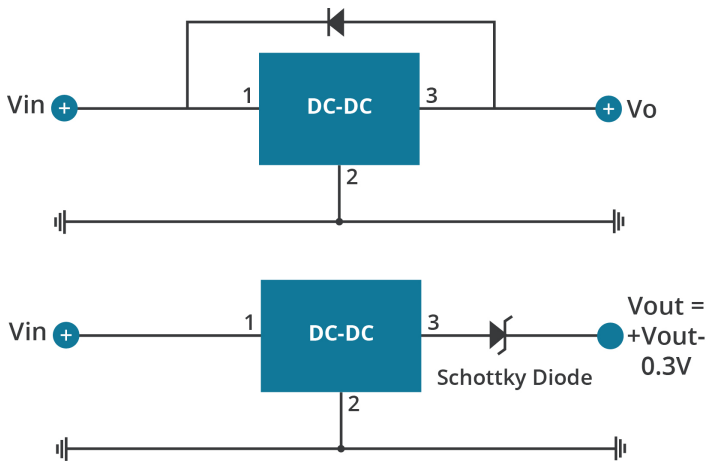 Vin
+
1
DC-DC
3
+
Vo
2
Vin
+
1
DC-DC
3
Schottky Diode
Vout =
+Vout-
0.3V
2